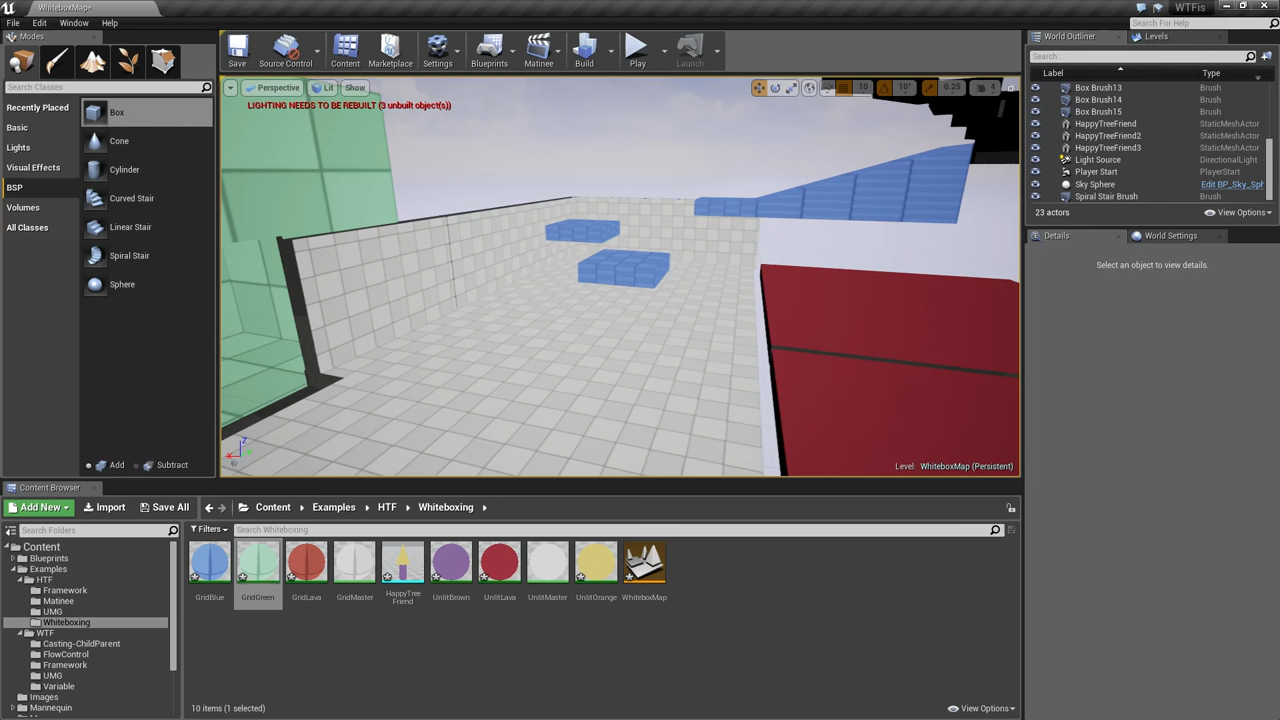 WhiteboxMap*
WTFis
File Edit Window Help
Search For Help
Modes
Save Source Control Content Marketplace Settings Blueprints Matinee Build Play Launch
World Outliner Levels
Search...
Label Type
Search Classes
Recently Placed
Basic
Lights
Visual Effects
BSP
Volumes
All Classes
Box
Cone
Cylinder
Curved Stair
Linear Stair
Spiral Stair
Sphere
Add Subtract
Perspective Lit Show
10 10° 0.25 4
LIGHTING NEEDS TO BE REBUILT (3 unbuilt object(s))
Z
X
Level: WhiteboxMap (Persistent)
Box Brush13 Brush
Box Brush14 Brush
Box Brush15 Brush
HappyTreeFriend StaticMeshActor
HappyTreeFriend2 StaticMeshActor
HappyTreeFriend3 StaticMeshActor
Light Source DirectionalLight
Player Start PlayerStart
Sky Sphere Edit BP_Sky_Sph
Spiral Stair Brush Brush
23 actors View Options
Details World Settings
Select an object to view details.
Content Browser
Add New Import Save All Content Examples HTF Whiteboxing
Search Folders
Filters Search Whiteboxing
Content
Blueprints
Examples
HTF
Framework
Matinee
UMG
Whiteboxing
WTF
Casting-ChildParent
FlowControl
Framework
UMG
Variable
Images
Mannequin
GridBlue GridGreen GridLava GridMaster HappyTree Friend UnlitBrown UnlitLava UnlitMaster UnlitOrange WhiteboxMap
10 items (1 selected) View Options